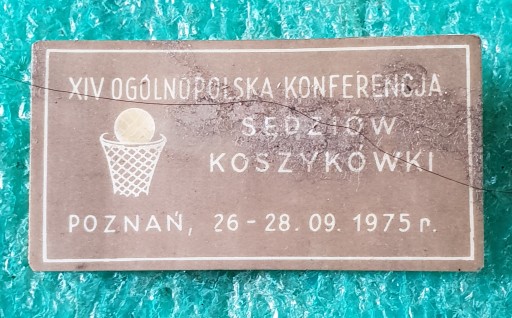 XIV OGÓLNOPOLSKA KONFERENCJA
SĘDZIÓW
KOSZYKÓWKI
POZNAŃ, 26-28.09.1975 r.